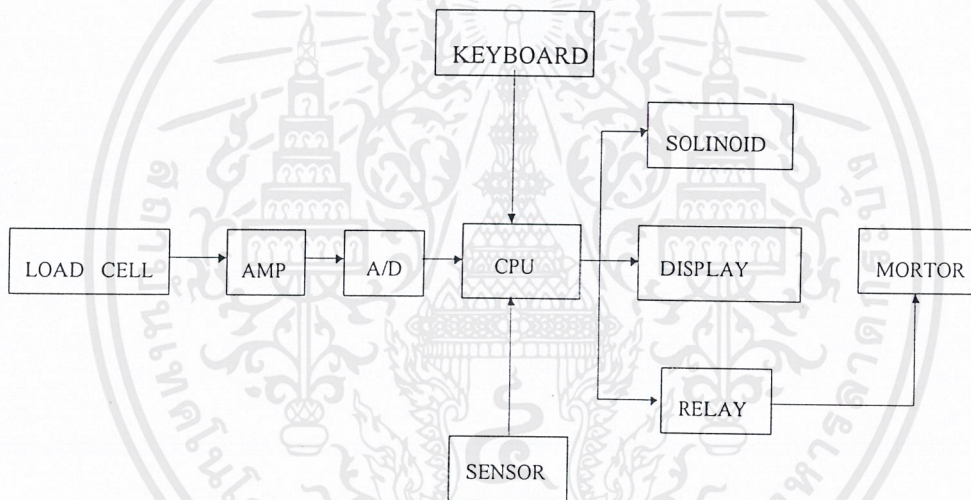 KEYBOARD
SOLINOID
LOAD CELL
AMP
A/D
CPU
DISPLAY
MORTOR
RELAY
SENSOR